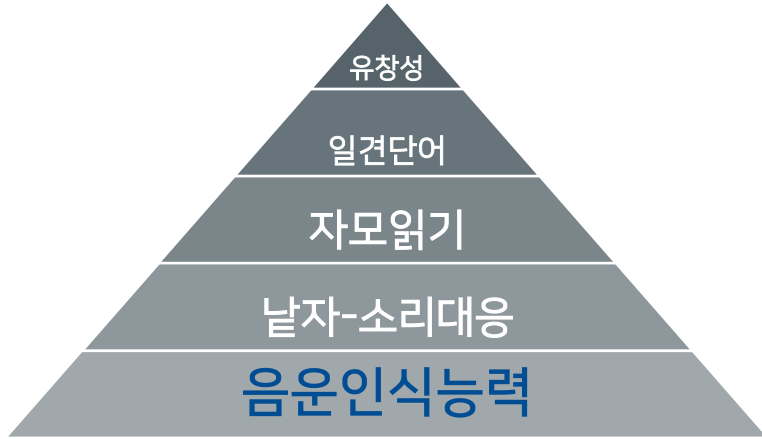 유창성
일견단어
자모읽기
낱자-소리대응
음운인식능력